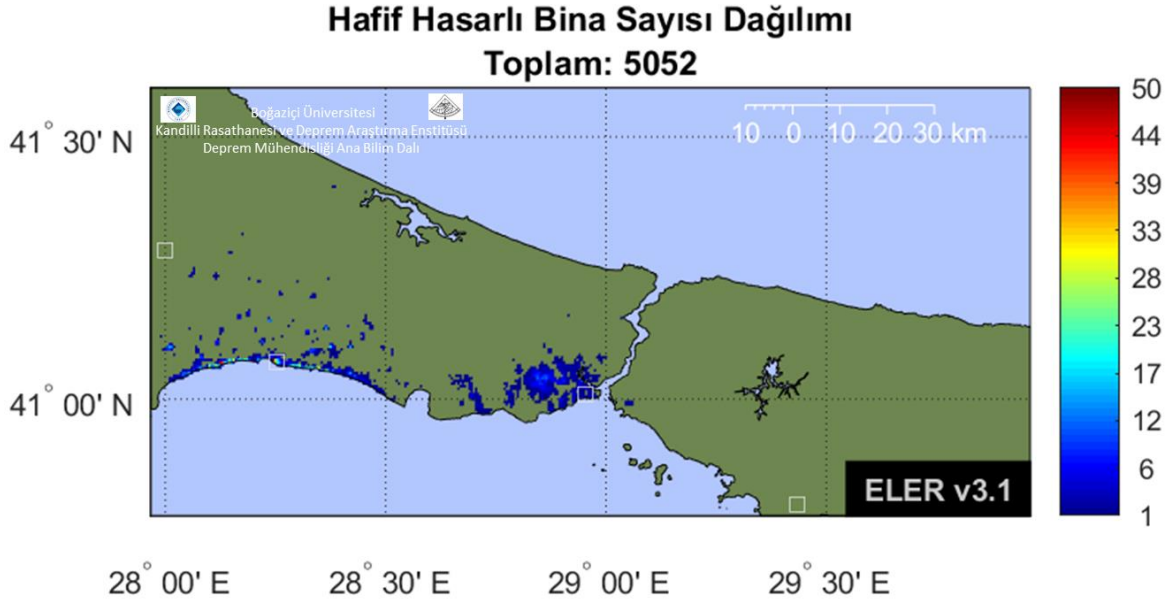 Hafif Hasarlı Bina Sayısı Dağılımı
Toplam: 5052
Boğaziçi Üniversitesi
Kandilli Rasathanesi ve Deprem Araştırma Enstitüsü
Deprem Mühendisliği Ana Bilim Dalı
10 0 10 20 30 km
41° 30' N
41° 00' N
28° 00' E
28° 30' E
29° 00' E
29° 30' E
ELER v3.1
50
44
39
33
28
23
17
12
6
1